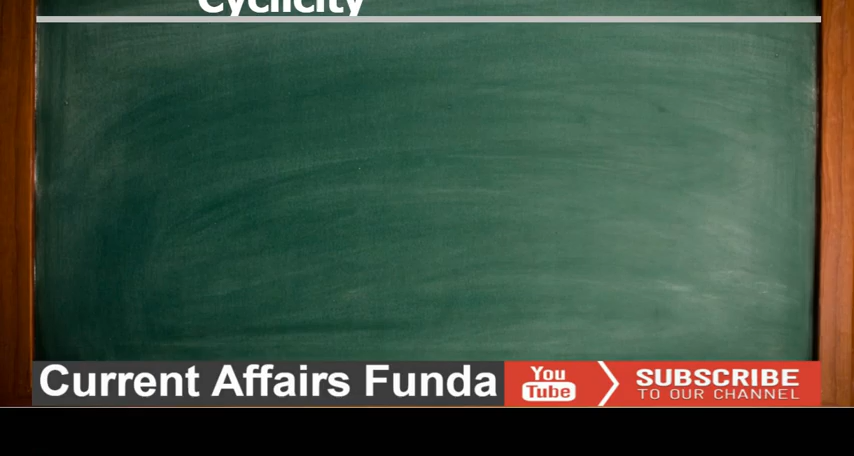 Cyclicity
Current Affairs Funda
You
Tube
SUBSCRIBE
TO OUR CHANNEL